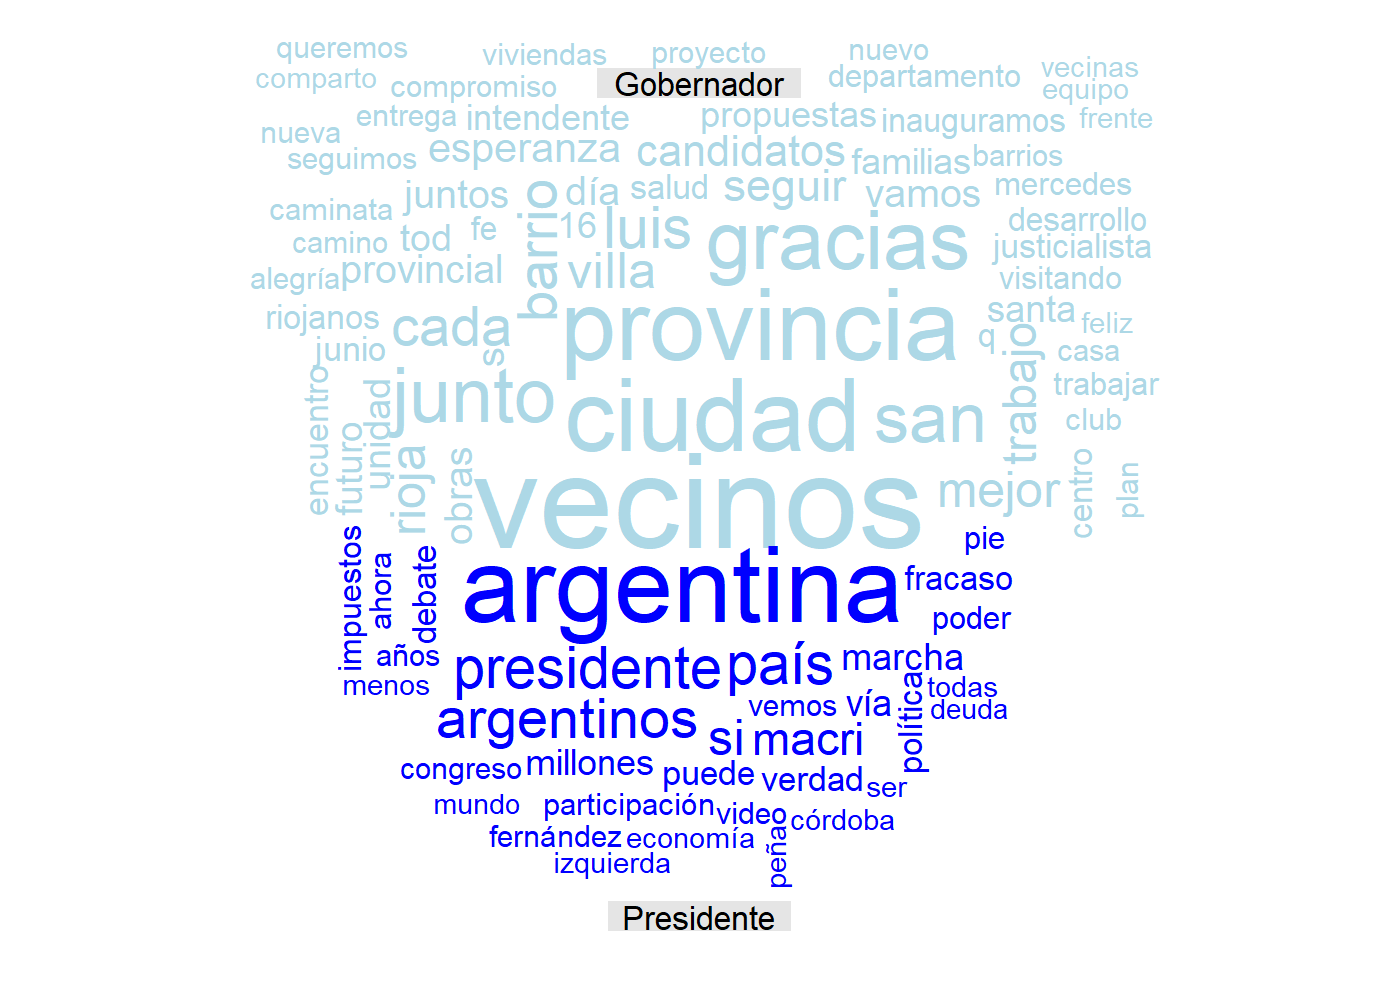 queremos viviendas proyecto nuevo
comparto compromiso Gobernador departamento vecinas
equipo
nueva entrega intendente propuestas inauguramos frente
seguimos esperanza candidatos familias barrios
caminata juntos día salud seguir vamos mercedes
camino tod fe barrio 16 luis gracias desarrollo
justicialista
alegría provincial villa visitando
riojanos cada provincia santa feliz
junio s q trabajo casa
encuentro futuro unidad junto ciudad san trabajar
club
rioja obras vecinos mejor centro plan
impuestos ahora debate argentina pie
fracaso
poder
años presidente país marcha
menos todas
argentinos vemos vía política deuda
si macri
congreso millones puede verdad ser
mundo participación video córdoba
fernández economía peña
izquierda
Presidente